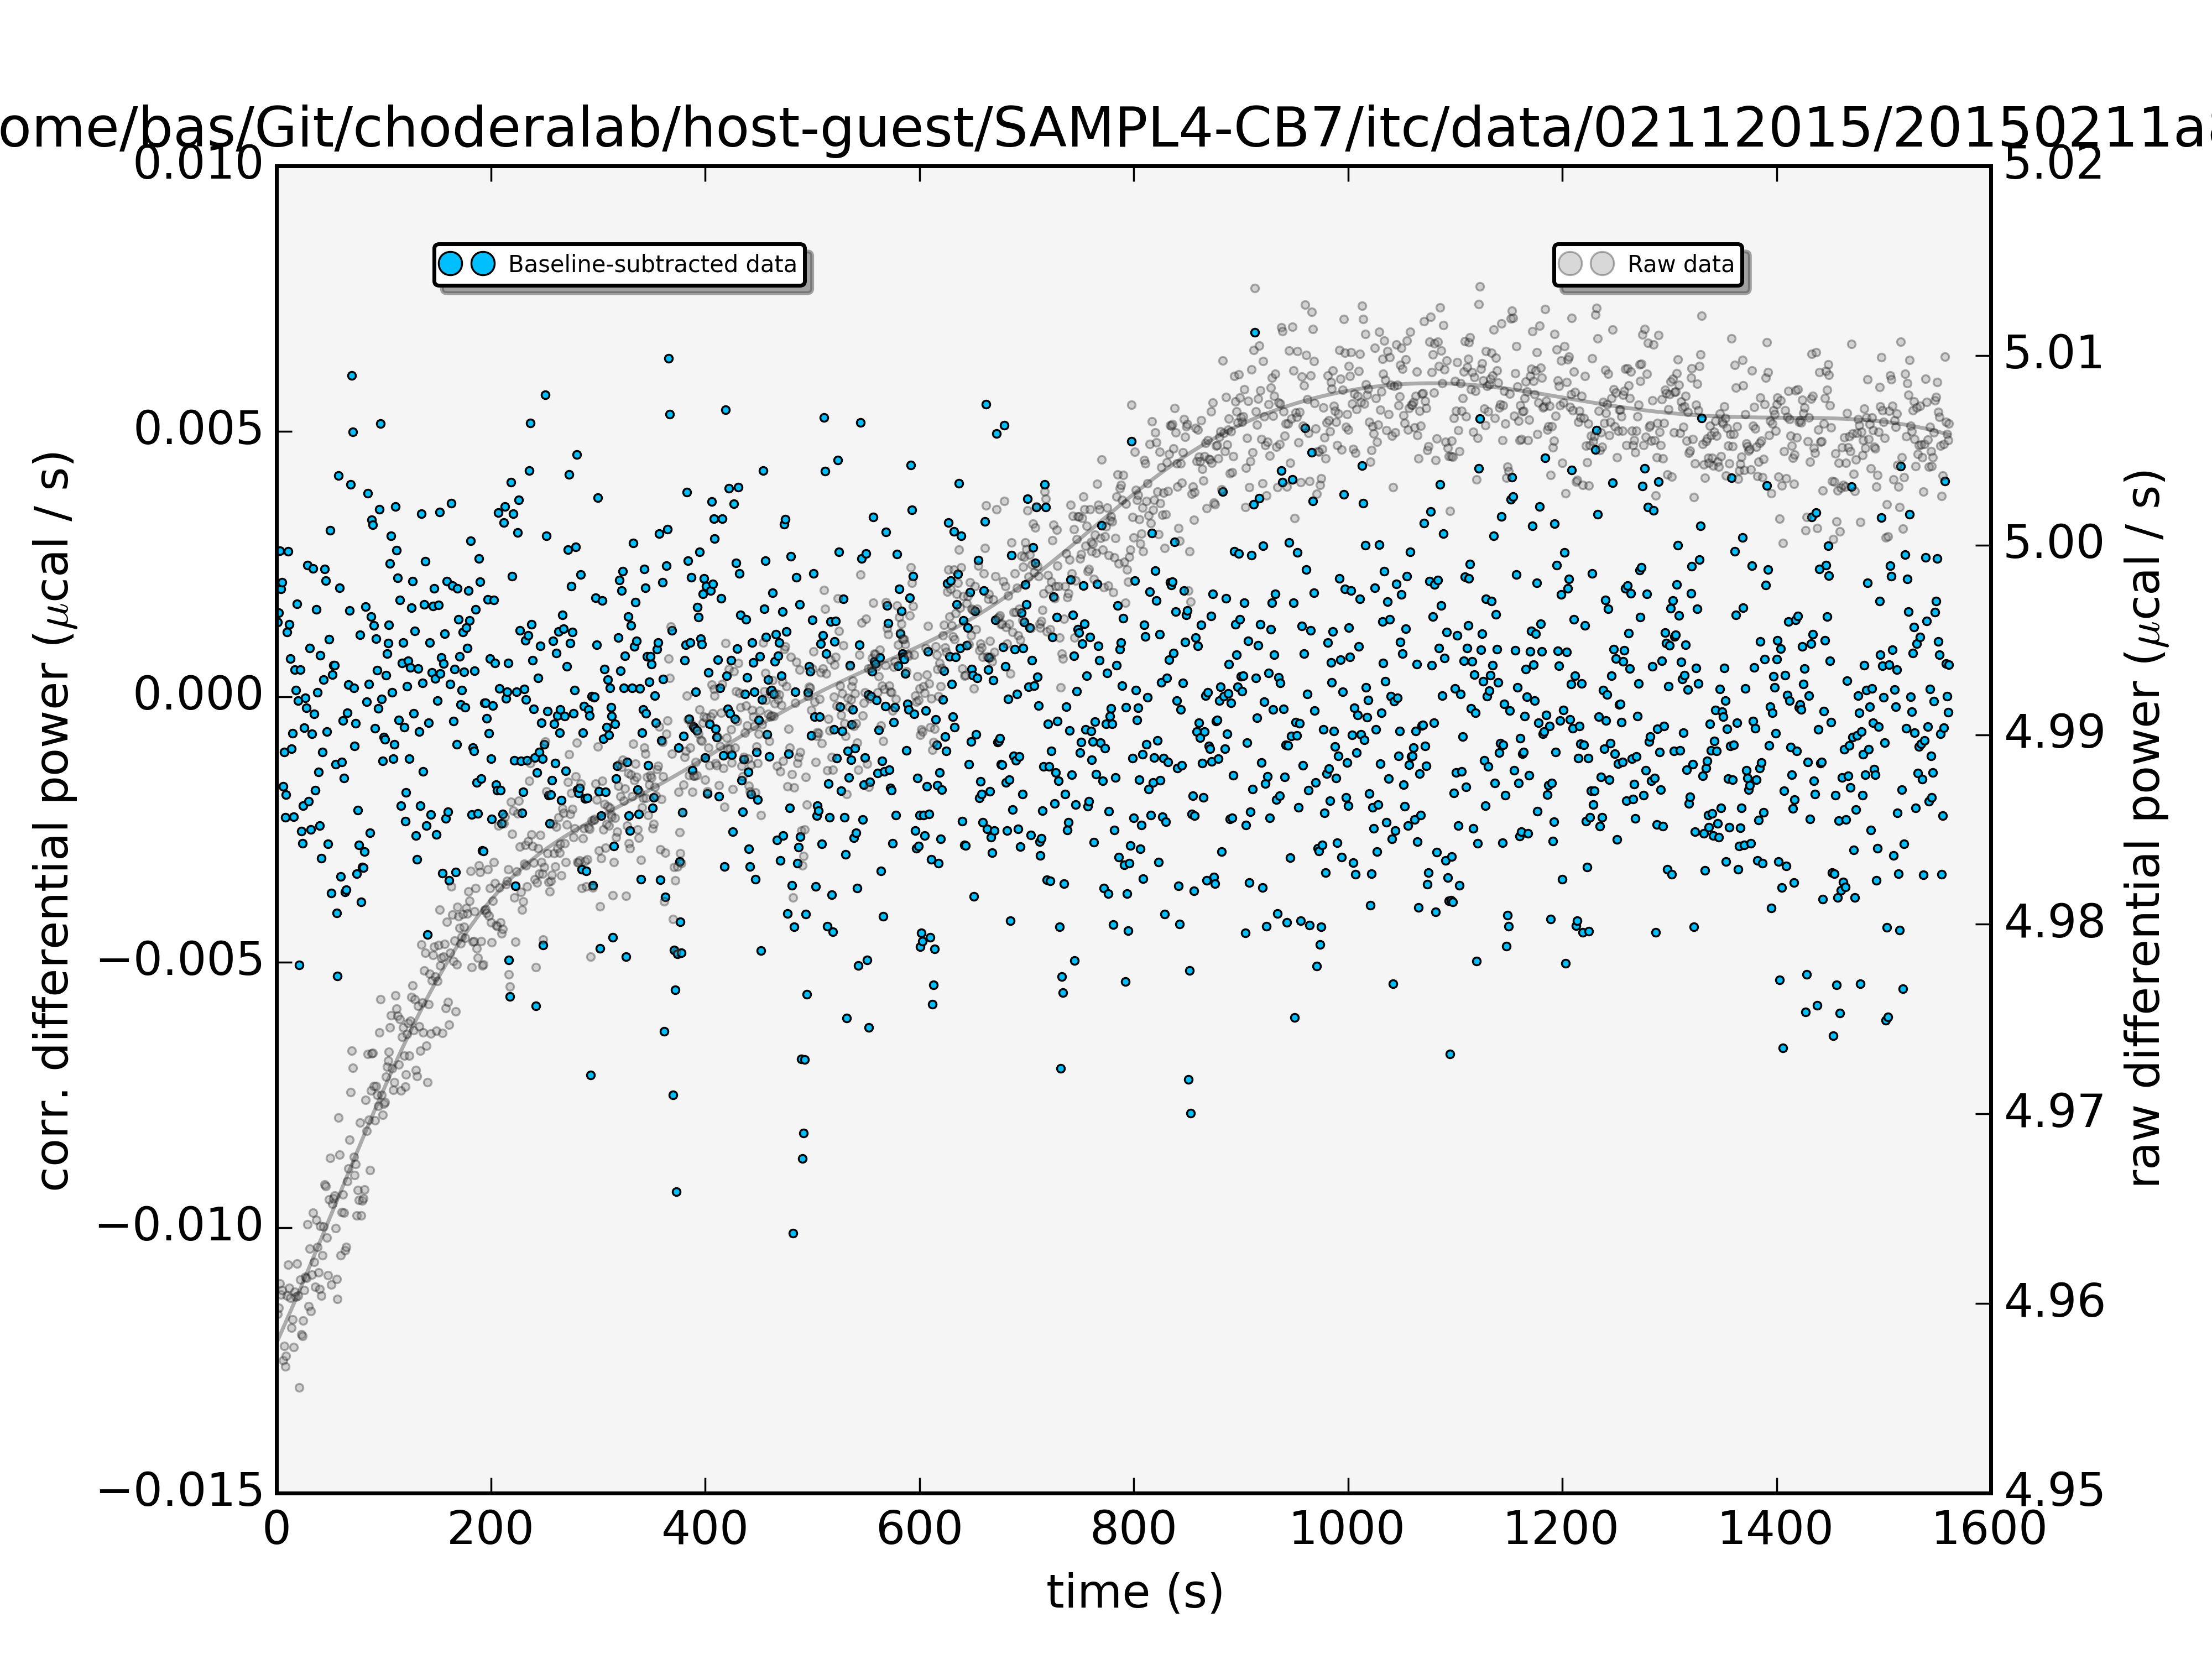 ome/bas/Git/choderalab/host-guest/SAMPL4-CB7/itc/data/02112015/20150211a
Baseline-subtracted data
Raw data
corr. differential power (μcal / s)
0.010
0.005
0.000
−0.005
−0.010
−0.015
5.02
5.01
5.00
4.99
4.98
4.97
4.96
4.95
raw differential power (μcal / s)
0 200 400 600 800 1000 1200 1400 1600
time (s)